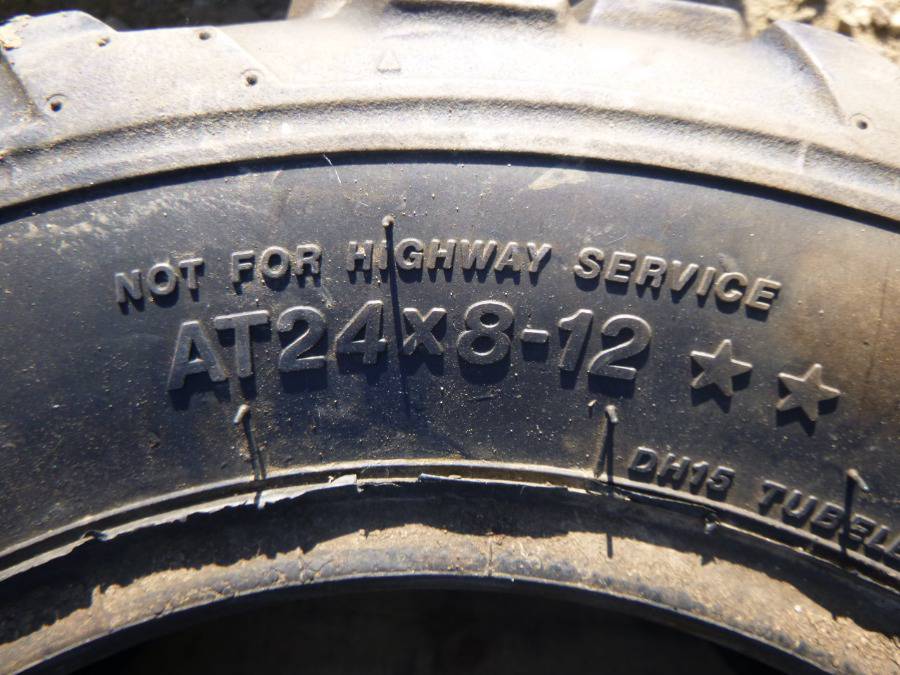 NOT FOR HIGHWAY SERVICE
AT24x8-12
DH15